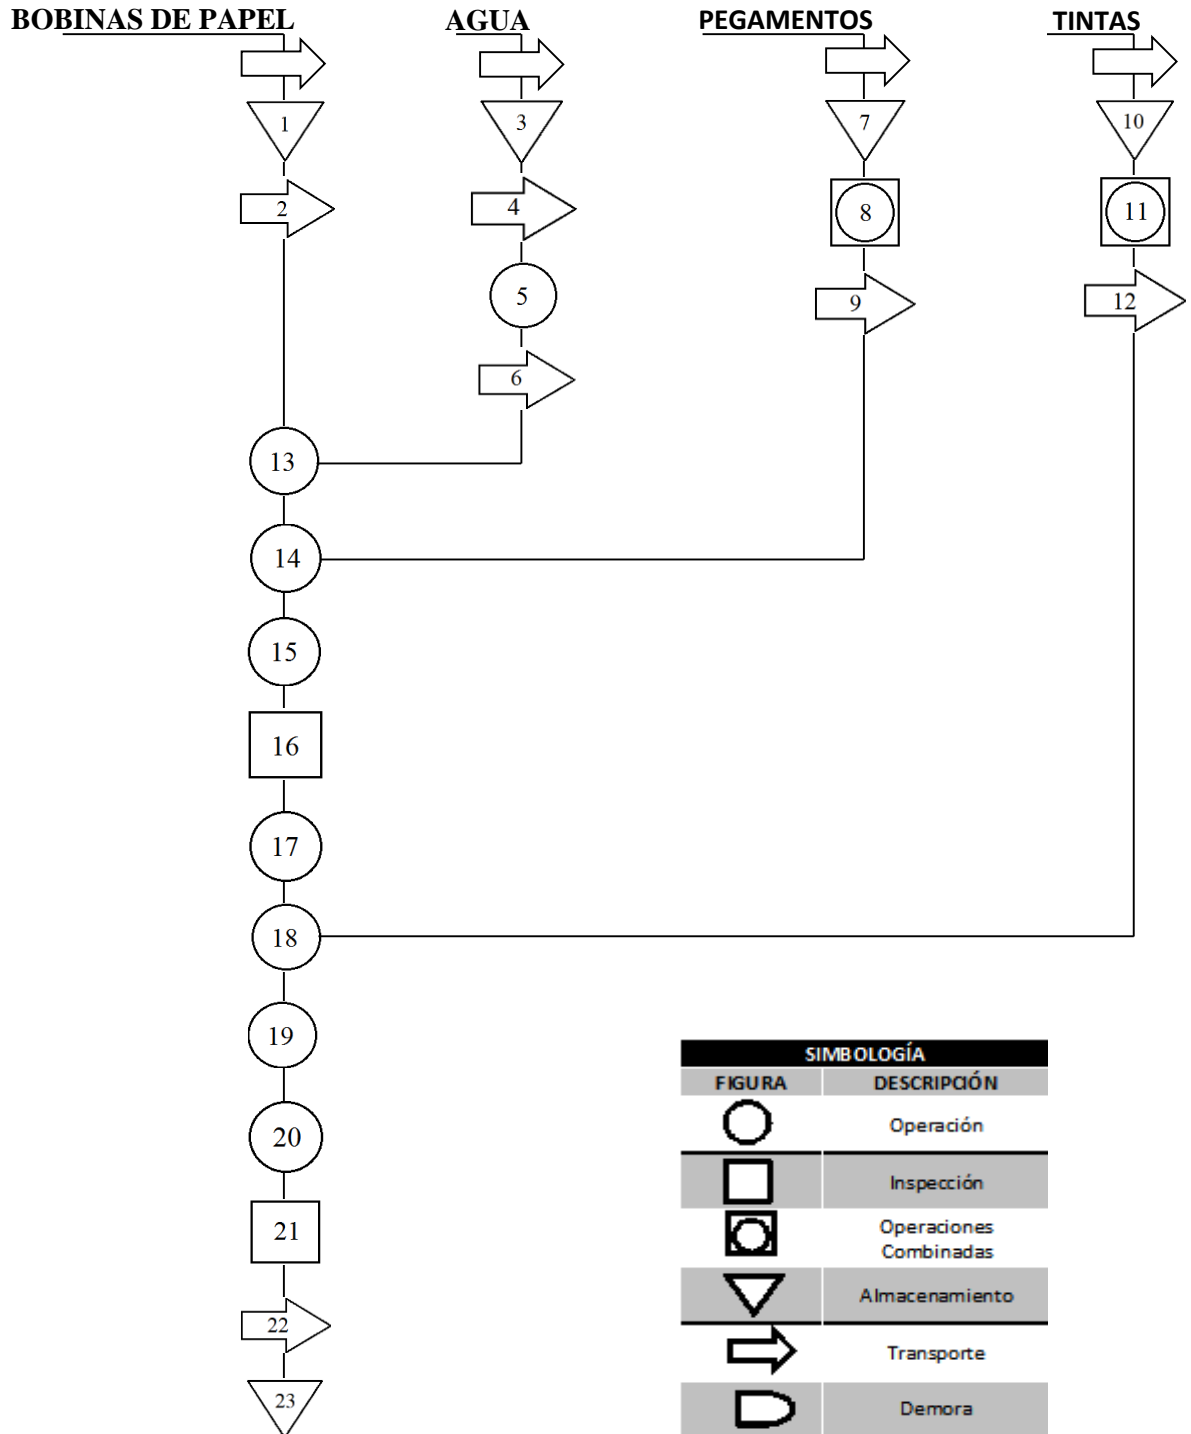 BOBINAS DE PAPEL
AGUA
PEGAMENTOS
TINTAS
1
3
7
10
2
4
8
11
5
9
12
6
13
14
15
16
17
18
19
20
21
22
23
SIMBOLOGÍA
FIGURA DESCRIPCIÓN
Operación
Inspección
Operaciones
Combinadas
Almacenamiento
Transporte
Demora